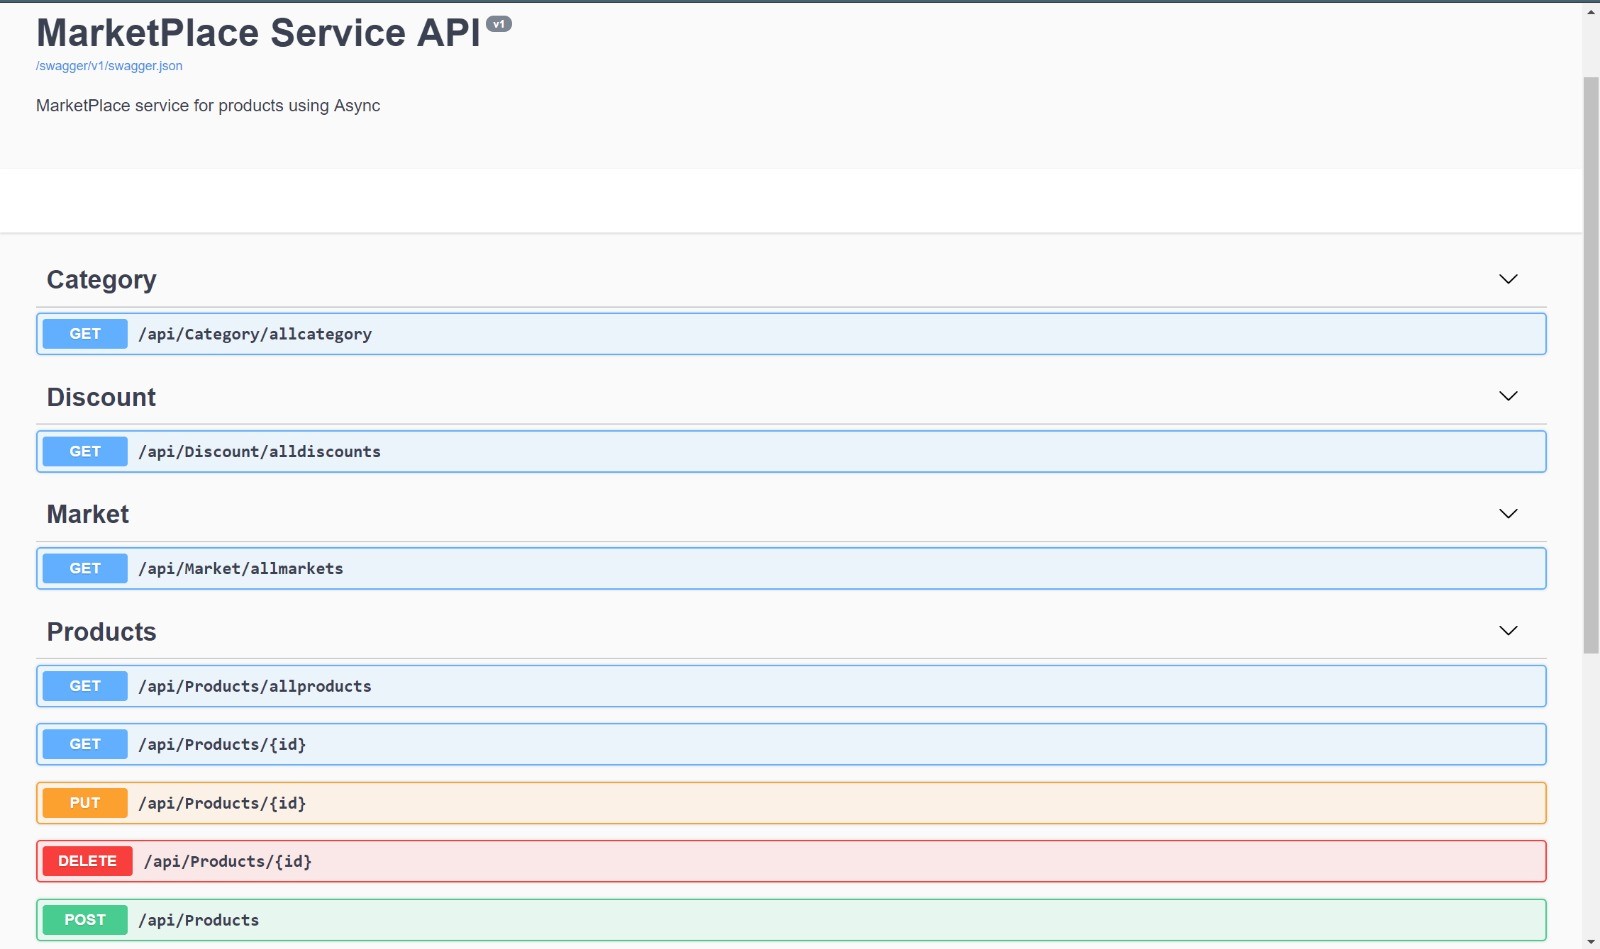 MarketPlace Service API v1
/swagger/v1/swagger.json
MarketPlace service for products using Async
Category
GET /api/Category/allcategory
Discount
GET /api/Discount/alldiscounts
Market
GET /api/Market/allmarkets
Products
GET /api/Products/allproducts
GET /api/Products/{id}
PUT /api/Products/{id}
DELETE /api/Products/{id}
POST /api/Products